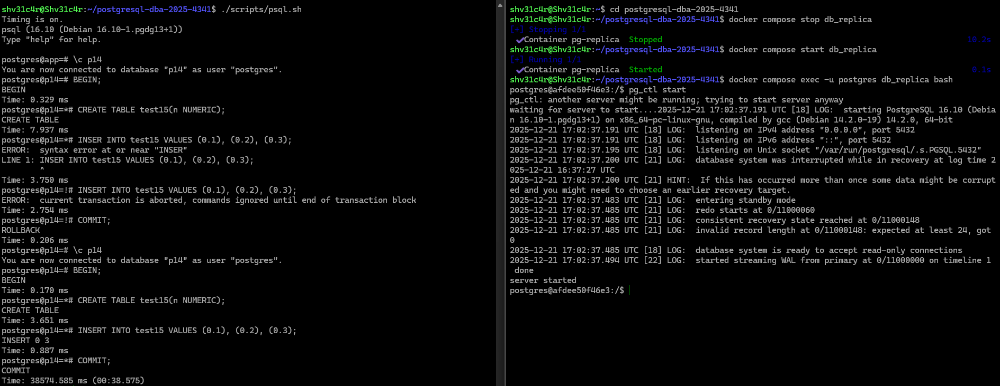 shv31c4r@Shv31c4r:~/postgresql-dba-2025-4341$ ./scripts/psql.sh
Timing is on.
psql (16.10 (Debian 16.10-1.pgdg13+1))
Type "help" for help.
postgres@app=# \c p14
You are now connected to database "p14" as user "postgres".
postgres@p14=# BEGIN;
BEGIN
Time: 0.329 ms
postgres@p14=*# CREATE TABLE test15(n NUMERIC);
CREATE TABLE
Time: 7.937 ms
postgres@p14=*# INSER INTO test15 VALUES (0.1), (0.2), (0.3);
ERROR:  syntax error at or near "INSER"
LINE 1: INSER INTO test15 VALUES (0.1), (0.2), (0.3);
        ^
Time: 3.750 ms
postgres@p14=!# INSERT INTO test15 VALUES (0.1), (0.2), (0.3);
ERROR:  current transaction is aborted, commands ignored until end of transaction block
Time: 2.754 ms
postgres@p14=!# COMMIT;
ROLLBACK
Time: 0.206 ms
postgres@p14=# \c p14
You are now connected to database "p14" as user "postgres".
postgres@p14=# BEGIN;
BEGIN
Time: 0.170 ms
postgres@p14=*# CREATE TABLE test15(n NUMERIC);
CREATE TABLE
Time: 3.651 ms
postgres@p14=*# INSERT INTO test15 VALUES (0.1), (0.2), (0.3);
INSERT 0 3
Time: 0.887 ms
postgres@p14=*# COMMIT;
COMMIT
Time: 38574.585 ms (00:38.575)
shv31c4r@Shv31c4r:~$ cd postgresql-dba-2025-4341
shv31c4r@Shv31c4r:~/postgresql-dba-2025-4341$ docker compose stop db_replica
[+] Stopping 1/1
✔Container pg-replica  Stopped 10.2s
shv31c4r@Shv31c4r:~/postgresql-dba-2025-4341$ docker compose start db_replica
[+] Running 1/1
✔Container pg-replica  Started 0.1s
shv31c4r@Shv31c4r:~/postgresql-dba-2025-4341$ docker compose exec -u postgres db_replica bash
postgres@afdee50f46e3:/$ pg_ctl start
pg_ctl: another server might be running; trying to start server anyway
waiting for server to start....2025-12-21 17:02:37.191 UTC [18] LOG:  starting PostgreSQL 16.10 (Debia
n 16.10-1.pgdg13+1) on x86_64-pc-linux-gnu, compiled by gcc (Debian 14.2.0-19) 14.2.0, 64-bit
2025-12-21 17:02:37.191 UTC [18] LOG:  listening on IPv4 address "0.0.0.0", port 5432
2025-12-21 17:02:37.191 UTC [18] LOG:  listening on IPv6 address "::", port 5432
2025-12-21 17:02:37.195 UTC [18] LOG:  listening on Unix socket "/var/run/postgresql/.s.PGSQL.5432"
2025-12-21 17:02:37.200 UTC [21] LOG:  database system was interrupted while in recovery at log time 2
025-12-21 16:37:27 UTC
2025-12-21 17:02:37.200 UTC [21] HINT:  If this has occurred more than once some data might be corrupt
ed and you might need to choose an earlier recovery target.
2025-12-21 17:02:37.483 UTC [21] LOG:  entering standby mode
2025-12-21 17:02:37.485 UTC [21] LOG:  redo starts at 0/11000060
2025-12-21 17:02:37.485 UTC [21] LOG:  consistent recovery state reached at 0/11000148
2025-12-21 17:02:37.485 UTC [21] LOG:  invalid record length at 0/11000148: expected at least 24, got
0
2025-12-21 17:02:37.485 UTC [18] LOG:  database system is ready to accept read-only connections
2025-12-21 17:02:37.494 UTC [22] LOG:  started streaming WAL from primary at 0/11000000 on timeline 1
 done
server started
postgres@afdee50f46e3:/$